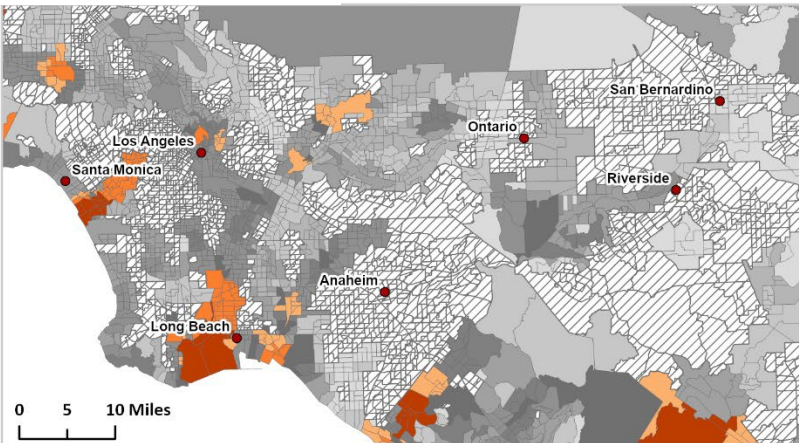 San Bernardino
Ontario
Los Angeles
Santa Monica
Riverside
Anaheim
Long Beach
0 5 10 Miles